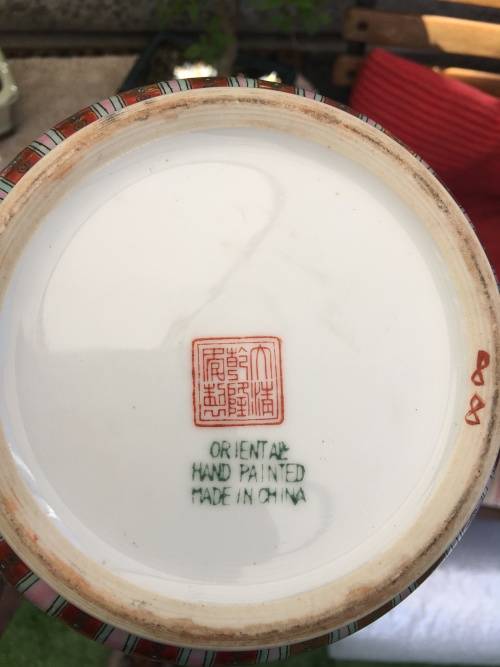 大清
乾隆
年製
ORIENTAL
HAND PAINTED
MADE IN CHINA